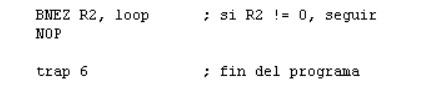 BNEZ R2, loop ; si R2 != 0, seguir
NOP
trap 6 ; fin del programa